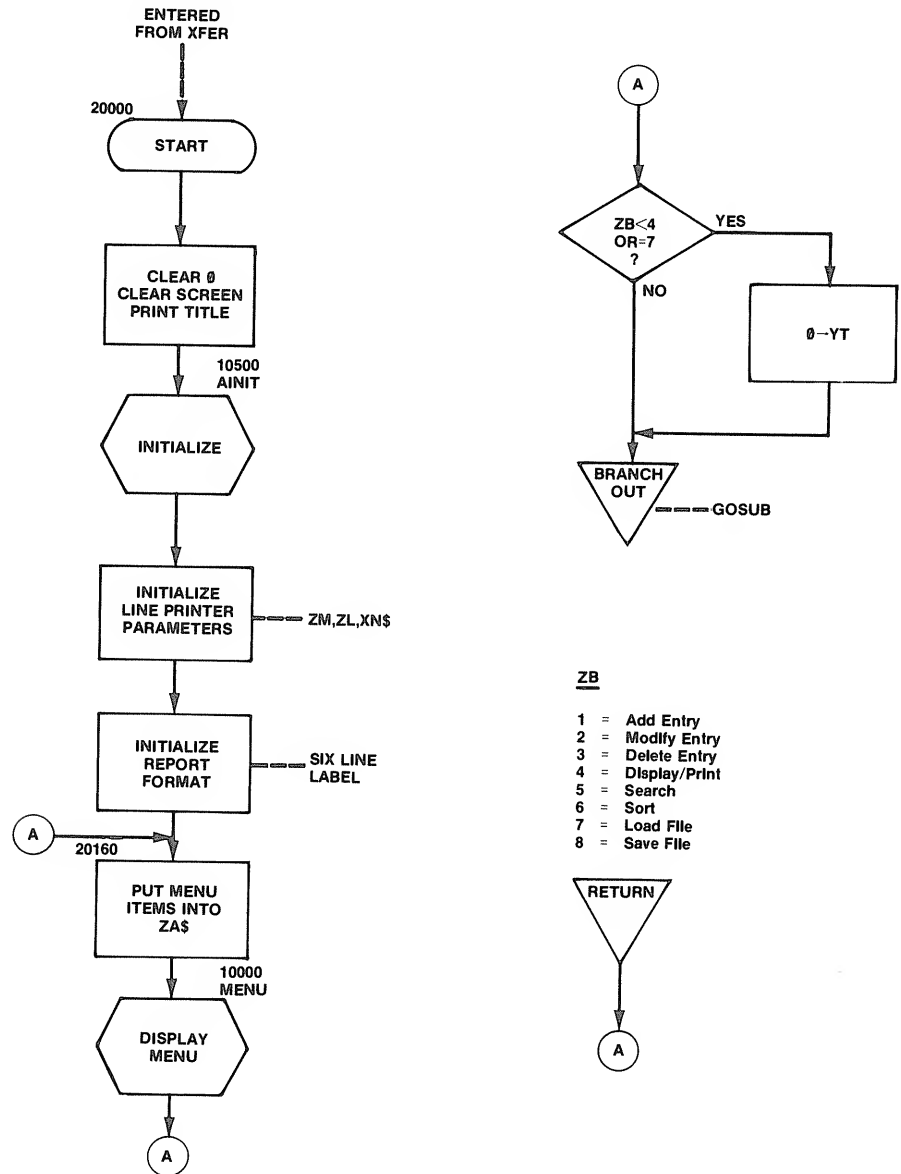 ENTERED
FROM XFER
20000
START
CLEAR 0
CLEAR SCREEN
PRINT TITLE
10500
AINIT
INITIALIZE
INITIALIZE
LINE PRINTER
PARAMETERS
ZM,ZL,XN$
INITIALIZE
REPORT
FORMAT
SIX LINE
LABEL
A
20160
PUT MENU
ITEMS INTO
ZA$
10000
MENU
DISPLAY
MENU
A
A
ZB<4
OR=7
?
YES
NO
0→YT
BRANCH
OUT
GOSUB
ZB
1 = Add Entry
2 = Modify Entry
3 = Delete Entry
4 = Display/Print
5 = Search
6 = Sort
7 = Load File
8 = Save File
RETURN
A